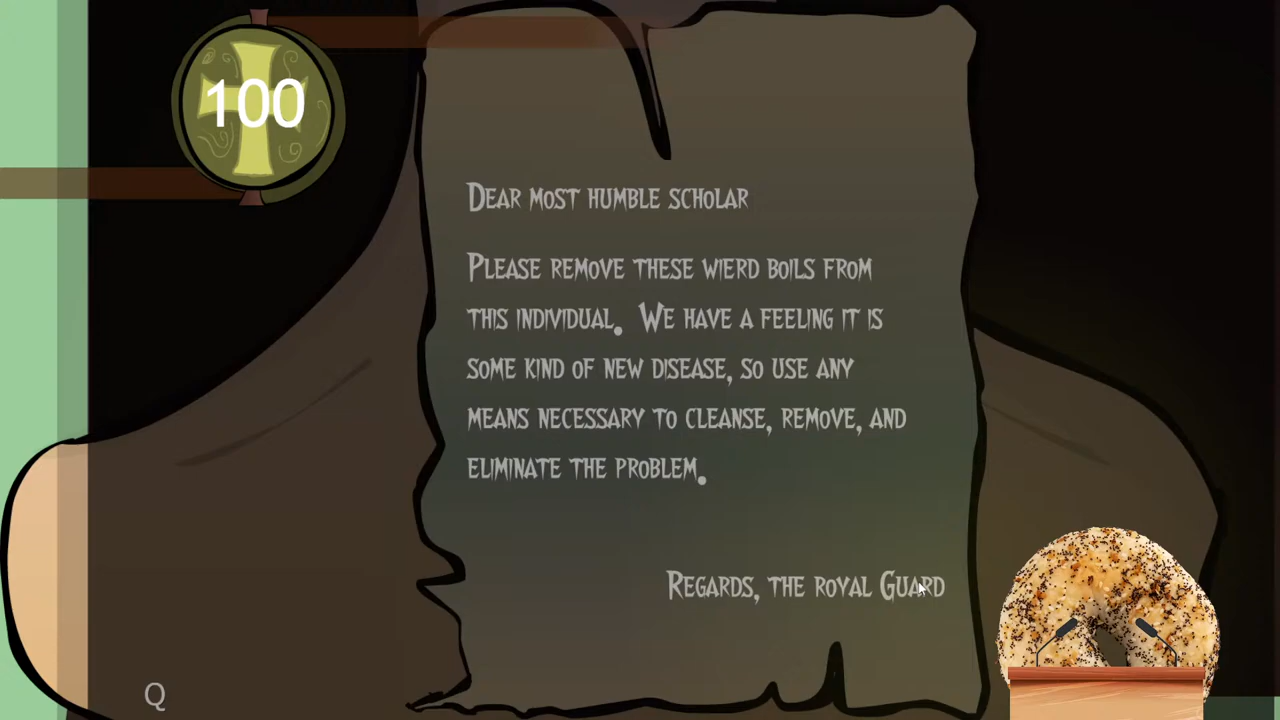 100
Dear most humble scholar
Please remove these wierd boils from
this individual. We have a feeling it is
some kind of new disease, so use any
means necessary to cleanse, remove, and
eliminate the problem.
Regards, the royal Guard
Q